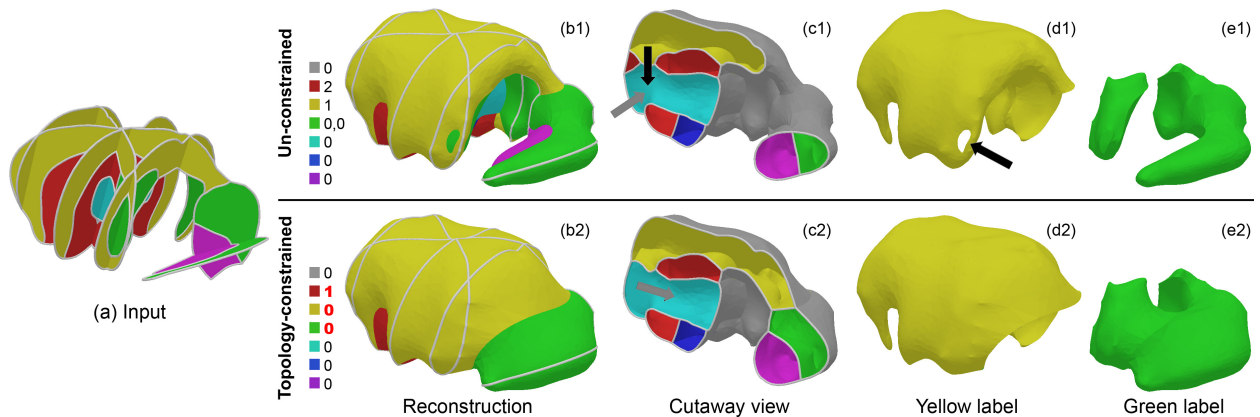 (a) Input
Un-constrained
0
2
1
0,0
0
0
0
(b1)
(c1)
(d1)
(e1)
Topology-constrained
0
1
0
0
0
0
0
(b2)
(c2)
(d2)
(e2)
Reconstruction
Cutaway view
Yellow label
Green label